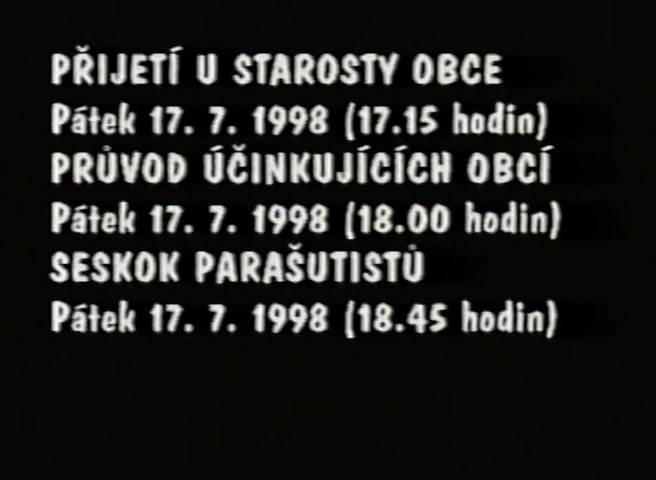 PŘIJETÍ U STAROSTY OBCE
Pátek 17. 7. 1998 (17.15 hodin)
PRŮVOD ÚČINKUJÍCÍCH OBCÍ
Pátek 17. 7. 1998 (18.00 hodin)
SESKOK PARAŠUTISTŮ
Pátek 17. 7. 1998 (18.45 hodin)